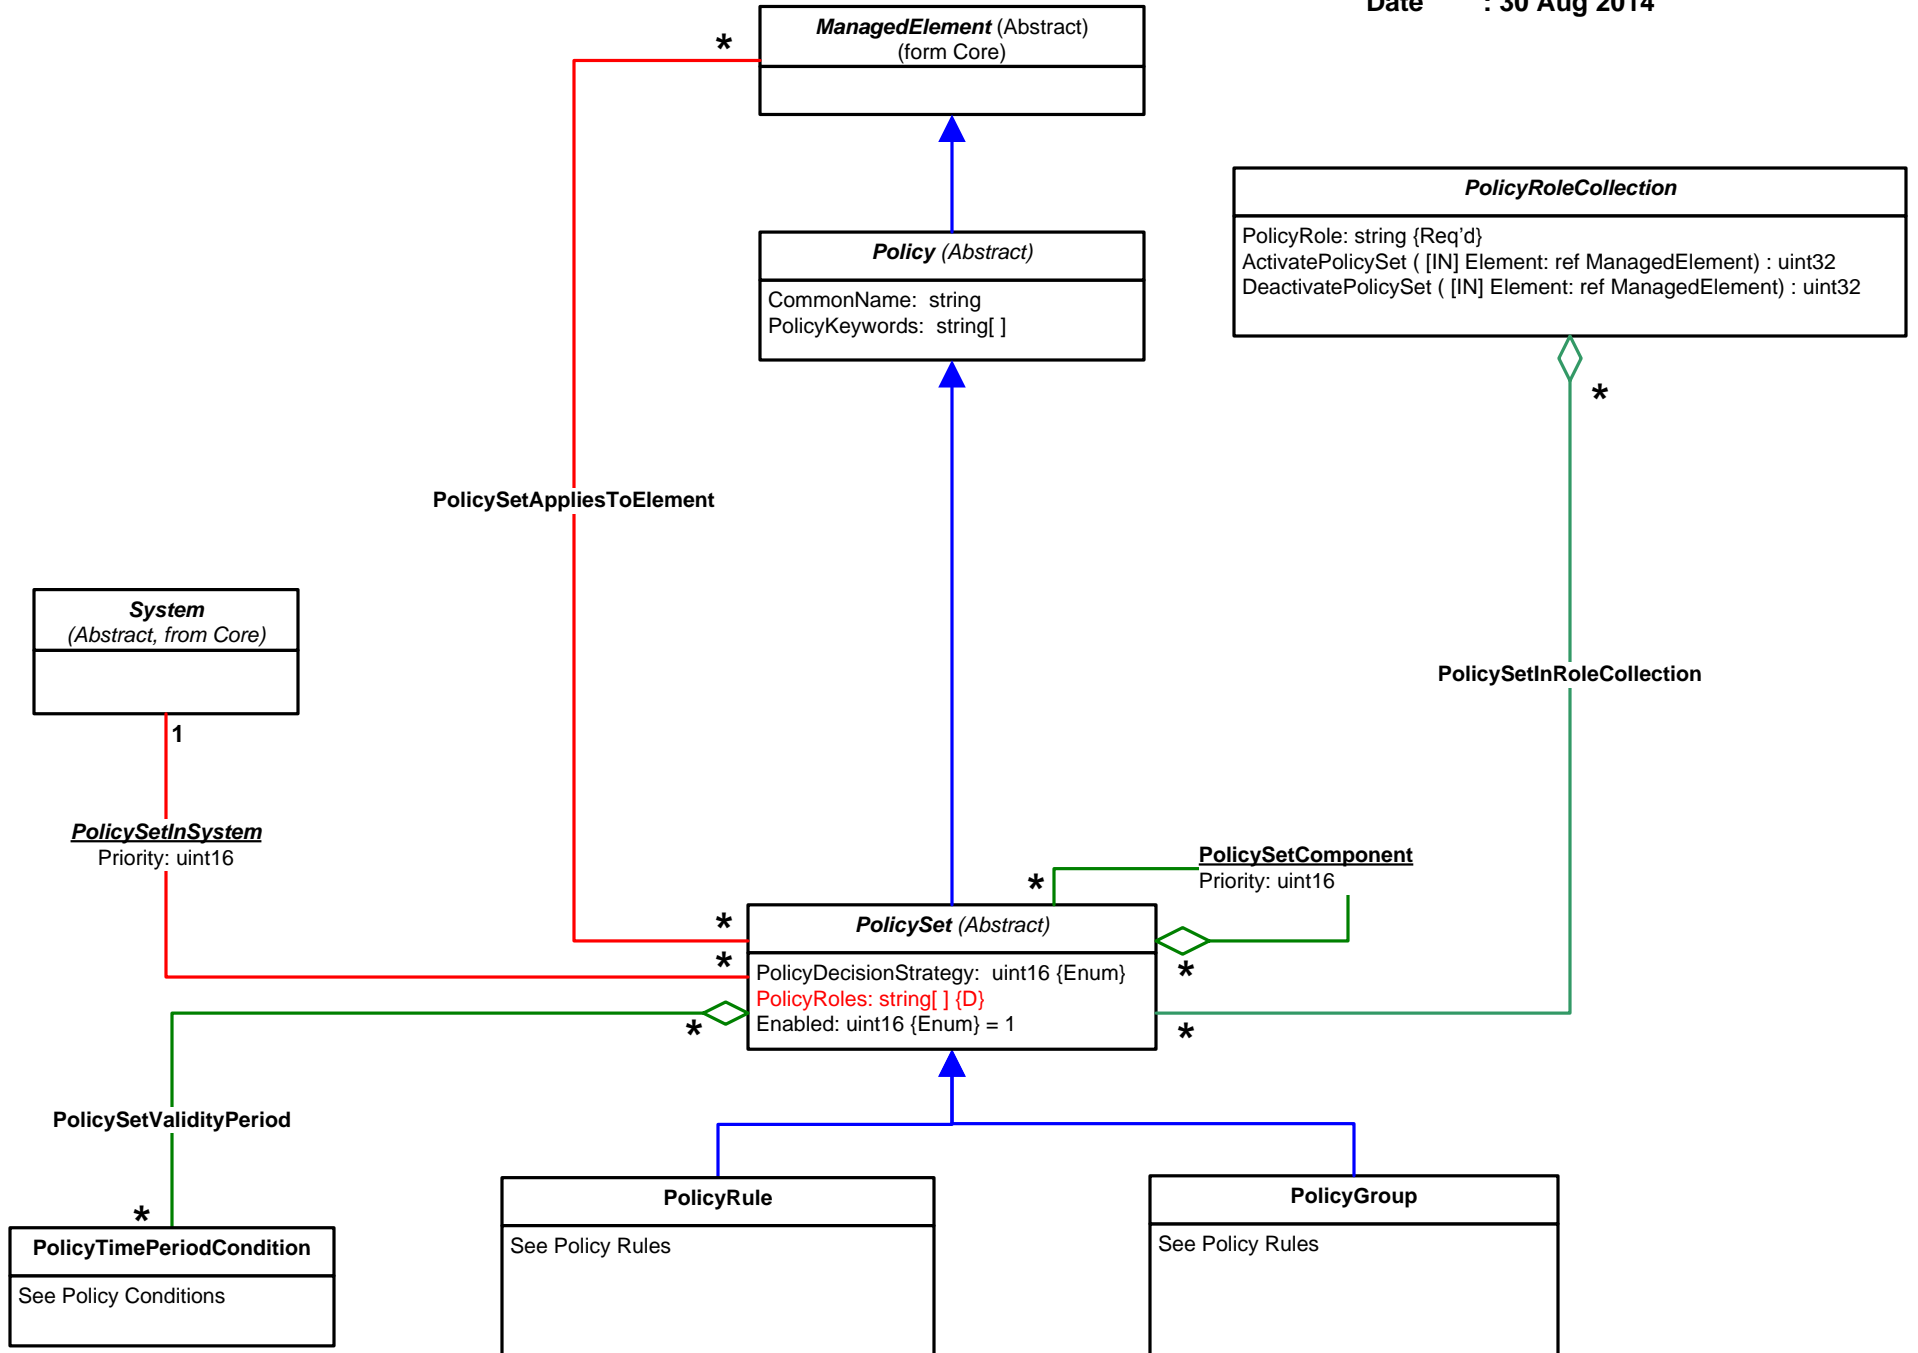 Date : 30 Aug 2014
ManagedElement (Abstract)
(form Core)
*
PolicyRoleCollection
PolicyRole: string {Req'd}
ActivatePolicySet ( [IN] Element: ref ManagedElement) : uint32
DeactivatePolicySet ( [IN] Element: ref ManagedElement) : uint32
*
Policy (Abstract)
CommonName: string
PolicyKeywords: string[ ]
PolicySetAppliesToElement
System
(Abstract, from Core)
1
PolicySetInSystem
Priority: uint16
PolicySetInRoleCollection
PolicySetComponent
Priority: uint16
*
*
*
PolicySet (Abstract)
PolicyDecisionStrategy: uint16 {Enum}
PolicyRoles: string[ ] {D}
Enabled: uint16 {Enum} = 1
*
*
*
PolicySetValidityPeriod
*
PolicyTimePeriodCondition
See Policy Conditions
PolicyRule
See Policy Rules
PolicyGroup
See Policy Rules